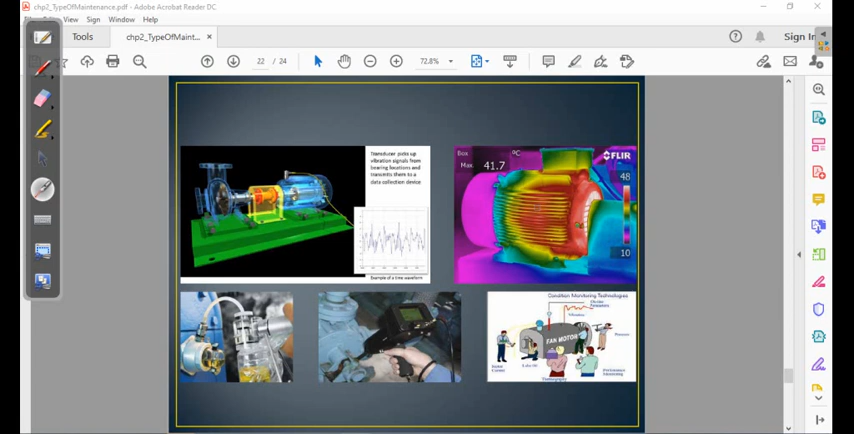 chp2_TypeOfMaintenance.pdf - Adobe Acrobat Reader DC
View Sign Window Help
Tools
chp2_TypeOfMaint...
Sign In
22 / 24
72.8%
Transducer picks up
vibration signals from
bearing locations and
transmits them to a
data collection device
Example of a time waveform
Max 41.7 °C
FLIR
48
10
Condition Monitoring Technologies
Vibration
FAN MOTOR
Lube Oil
Thermography
Performance
Monitoring